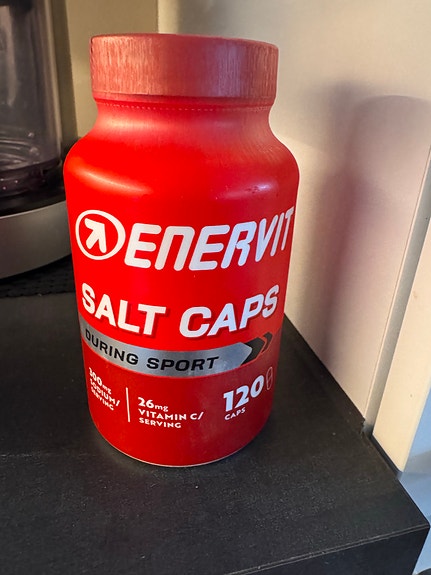 ENERVIT
SALT CAPS
DURING SPORT
300mg
SODIUM/
SERVING
26mg
VITAMIN C/
SERVING
120
CAPS